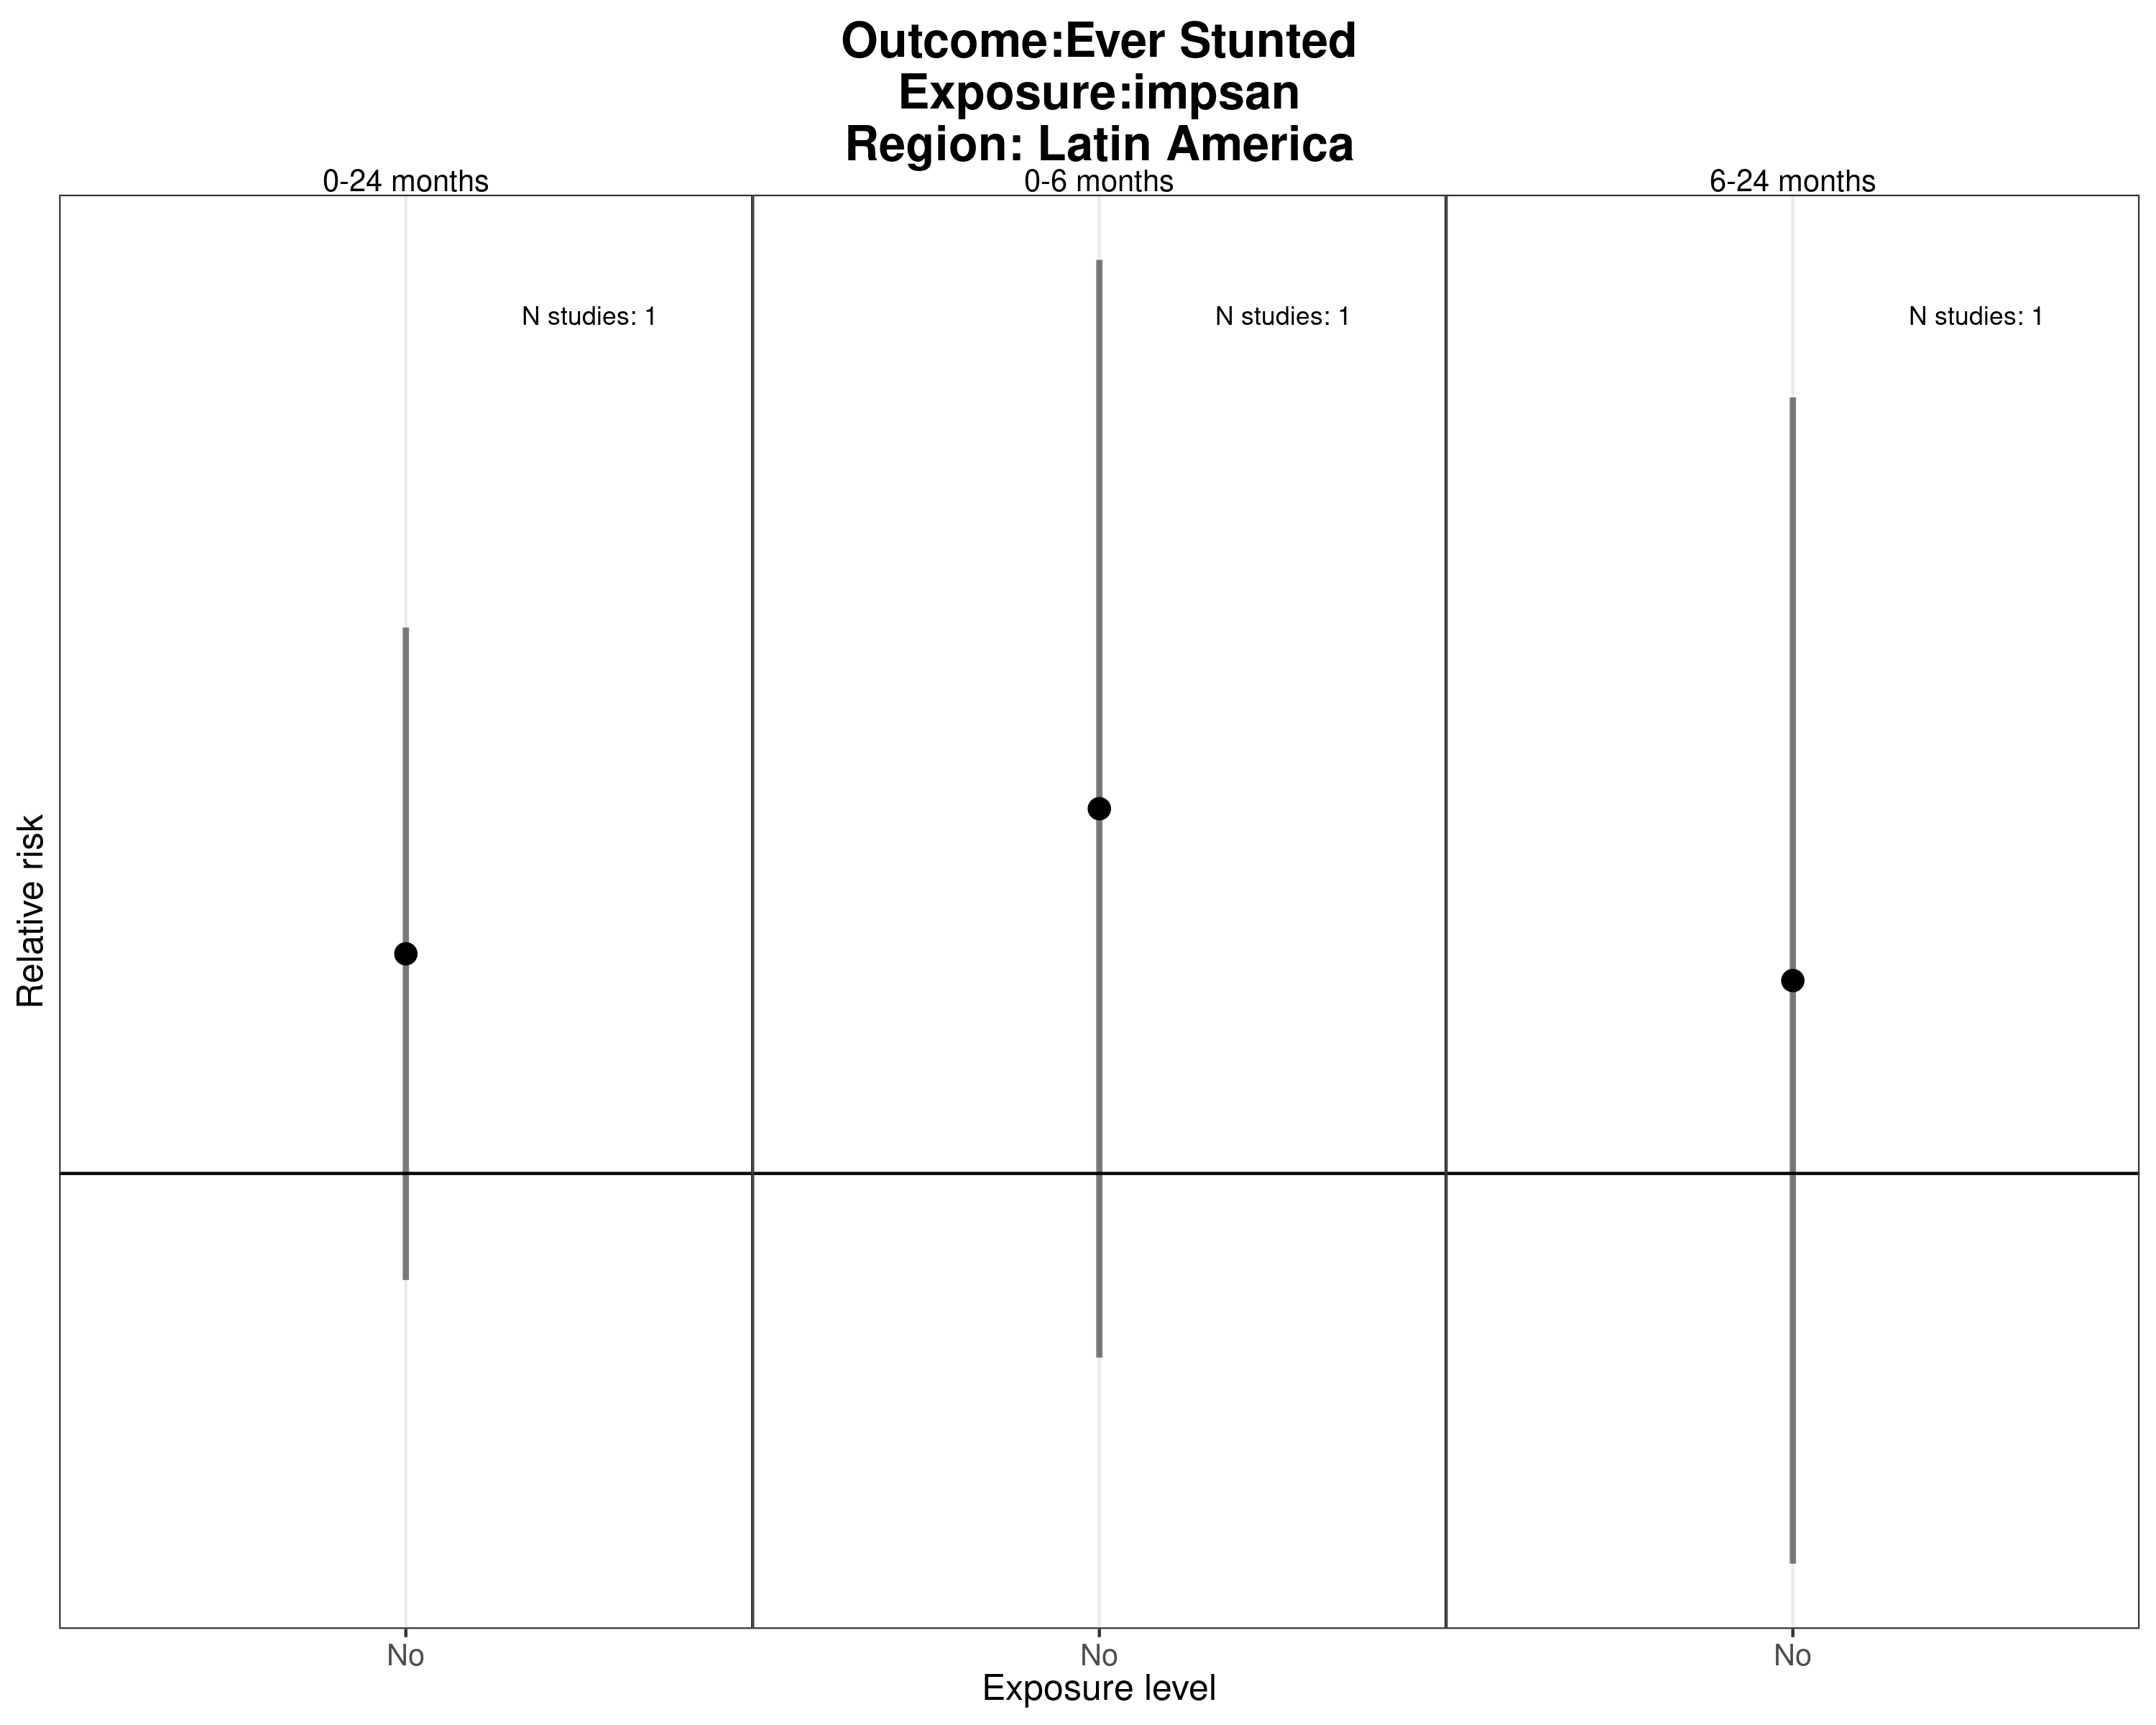 Outcome:Ever Stunted
Exposure:impsan
Region: Latin America
0-24 months
0-6 months
6-24 months
N studies: 1
N studies: 1
N studies: 1
Relative risk
No
No
No
Exposure level